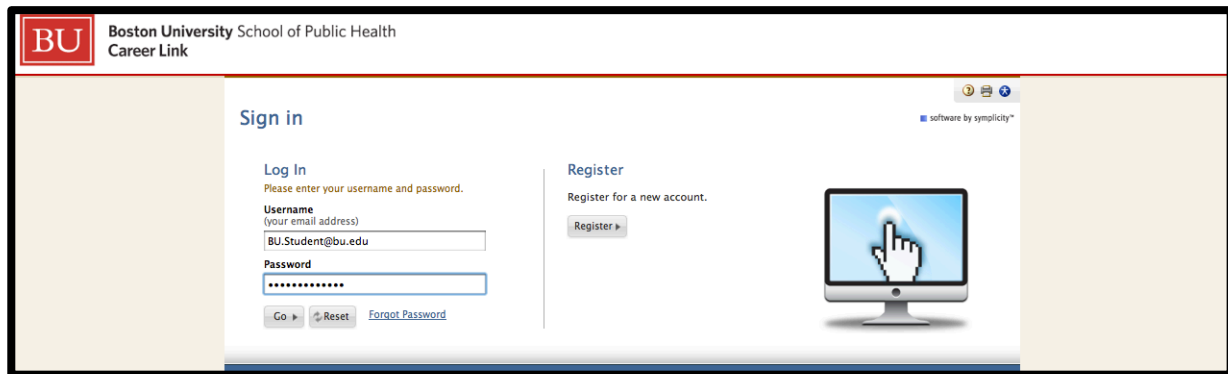 BU
Boston University School of Public Health
Career Link
Sign in
software by symplicity™
Log In
Please enter your username and password.
Username
(your email address)
BU.Student@bu.edu
Password
•••••••••••••
Go
Reset
Forgot Password
Register
Register for a new account.
Register